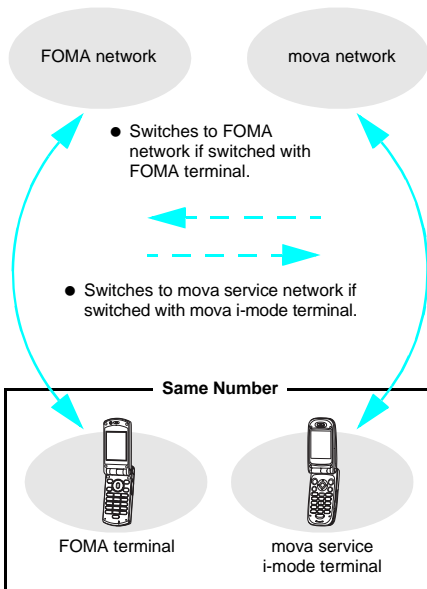 FOMA network
mova network
● Switches to FOMA
network if switched with
FOMA terminal.
● Switches to mova service network if
switched with mova i-mode terminal.
Same Number
FOMA terminal
mova service
i-mode terminal